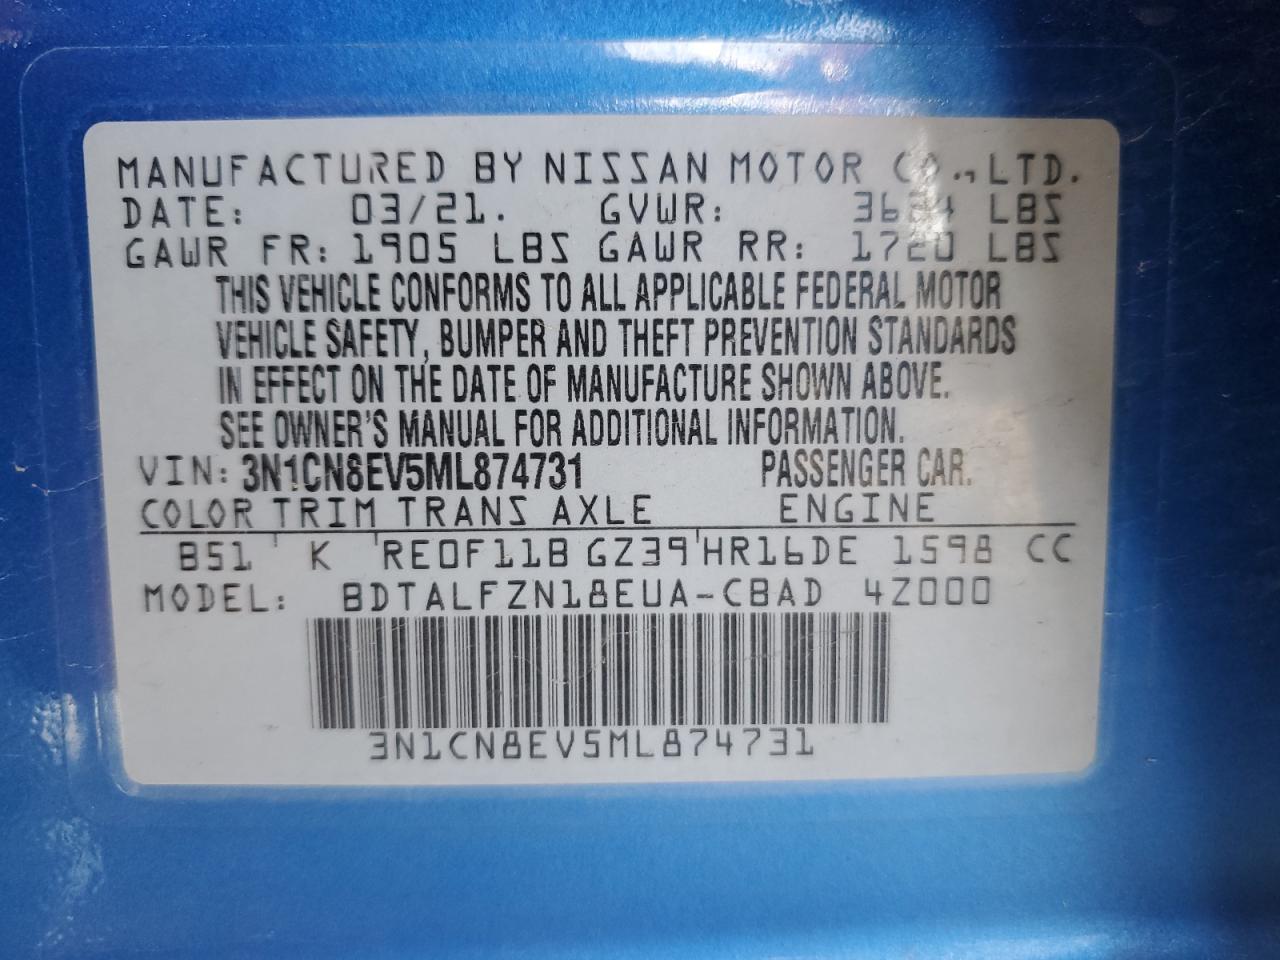 MANUFACTURED BY NISSAN MOTOR CO., LTD.
DATE: 03/21. GVWR: LBS
GAWR FR: 1905 LBS GAWR RR: 1720 LBS
THIS VEHICLE CONFORMS TO ALL APPLICABLE FEDERAL MOTOR
VEHICLE SAFETY, BUMPER AND THEFT PREVENTION STANDARDS
IN EFFECT ON THE DATE OF MANUFACTURE SHOWN ABOVE.
SEE OWNER'S MANUAL FOR ADDITIONAL INFORMATION.
VIN: 3N1CN8EV5ML874731 PASSENGER CAR.
COLOR TRIM TRANS AXLE ENGINE
B51 K RE0F11B GZ39 HR16DE 1598 CC
MODEL: BDTALFZN18EUA-CBAD 4Z000
3N1CN8EV5ML874731